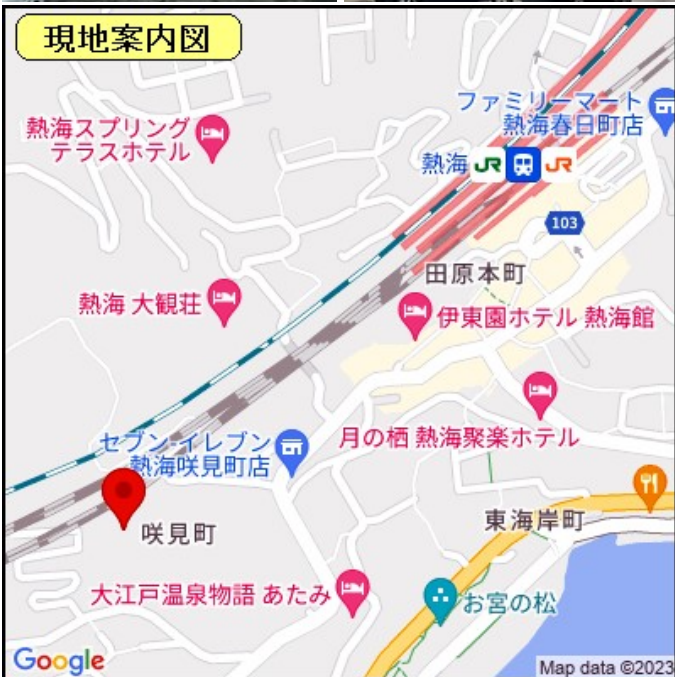 現地案内図
ファミリーマート
熱海春日町店
熱海スプリング
テラスホテル
熱海 JR JR
103
田原本町
熱海 大観荘
伊東園ホテル 熱海館
月の栖 熱海聚楽ホテル
セブン-イレブン
熱海咲見町店
咲見町
東海岸町
大江戸温泉物語 あたみ
お宮の松
Google
Map data ©2023